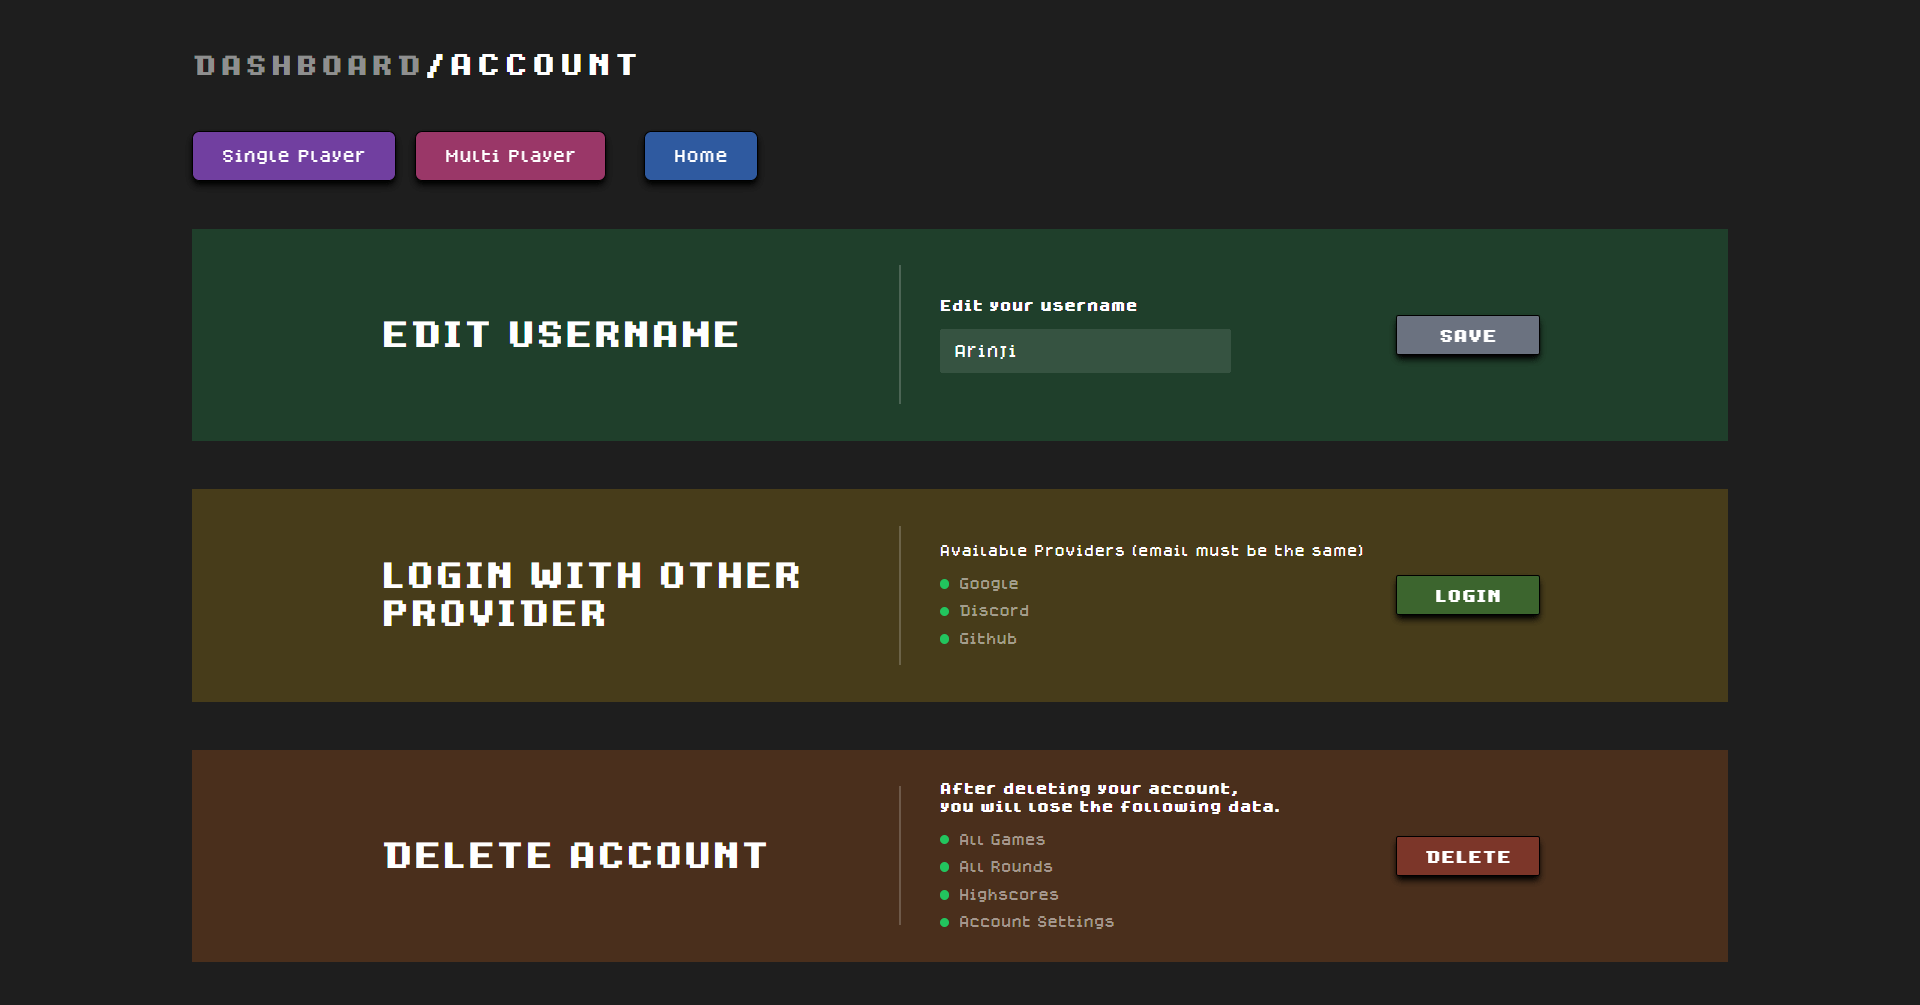 DASHBOARD/ACCOUNT
Single Player
Multi Player
Home
EDIT USERNAME
Edit your username
Arinji
SAVE
LOGIN WITH OTHER
PROVIDER
Available Providers (email must be the same)
Google
Discord
Github
LOGIN
DELETE ACCOUNT
After deleting your account,
you will lose the following data.
All Games
All Rounds
Highscores
Account Settings
DELETE